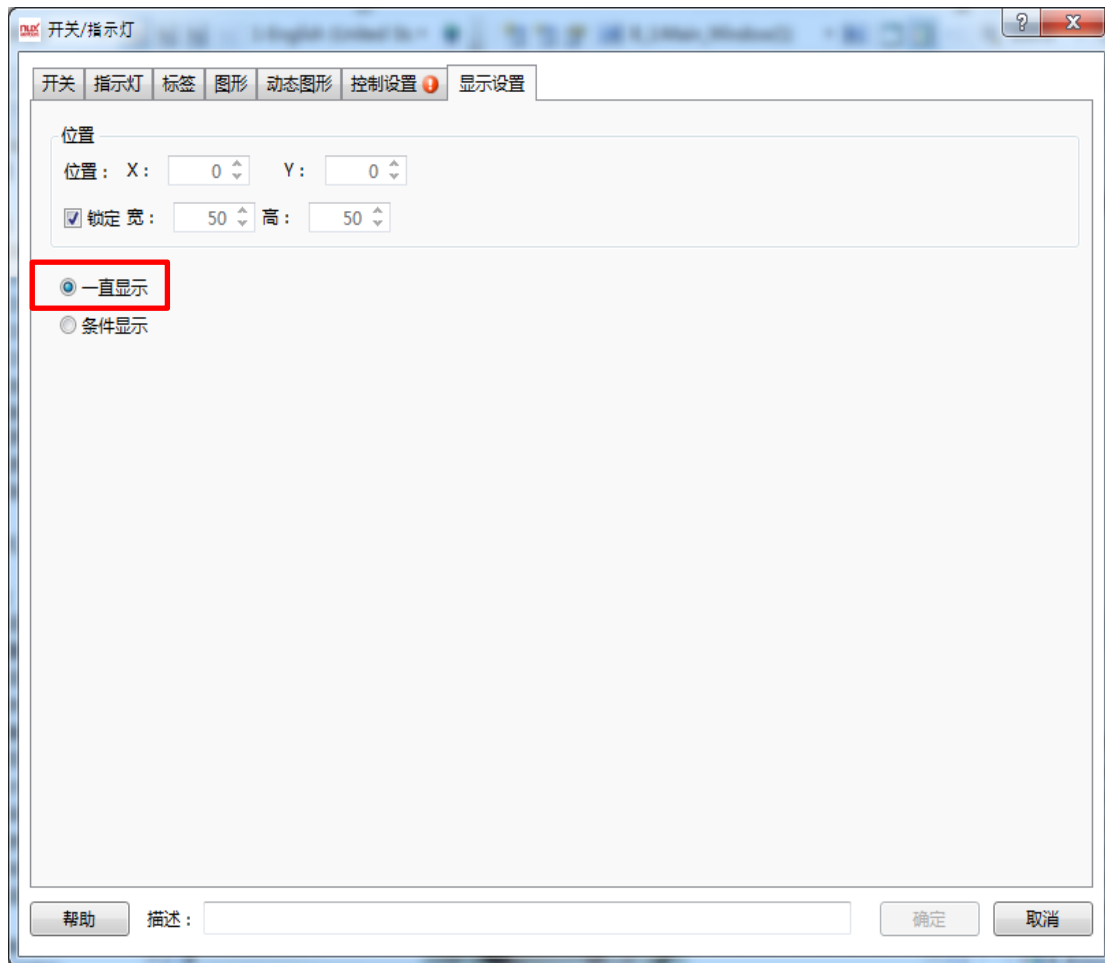 开关/指示灯
开关 指示灯 标签 图形 动态图形 控制设置 显示设置
位置
位置： X： 0 Y： 0
锁定 宽： 50 高： 50
一直显示
条件显示
帮助 描述： 确定 取消